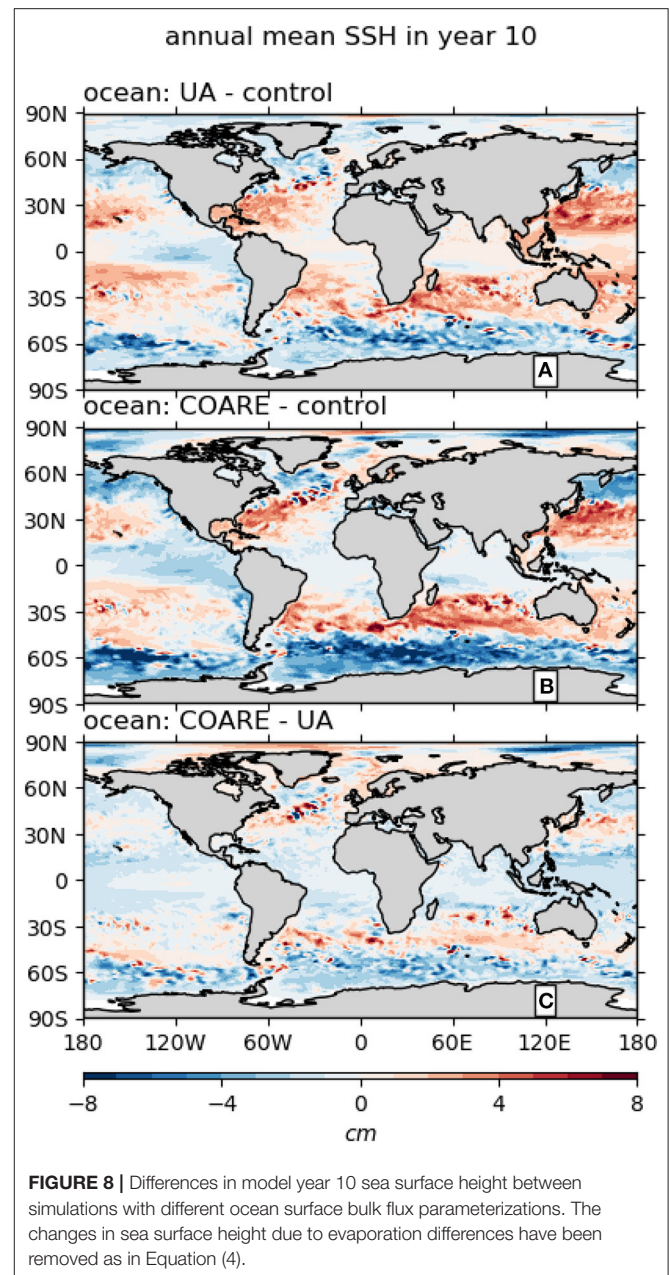 annual mean SSH in year 10
ocean: UA - control
90N
60N
30N
0
30S
60S
90S
A
ocean: COARE - control
90N
60N
30N
0
30S
60S
90S
B
ocean: COARE - UA
90N
60N
30N
0
30S
60S
90S
C
180 120W 60W 0 60E 120E 180
−8 −4 0 4 8
cm
FIGURE 8 | Differences in model year 10 sea surface height between
simulations with different ocean surface bulk flux parameterizations. The
changes in sea surface height due to evaporation differences have been
removed as in Equation (4).